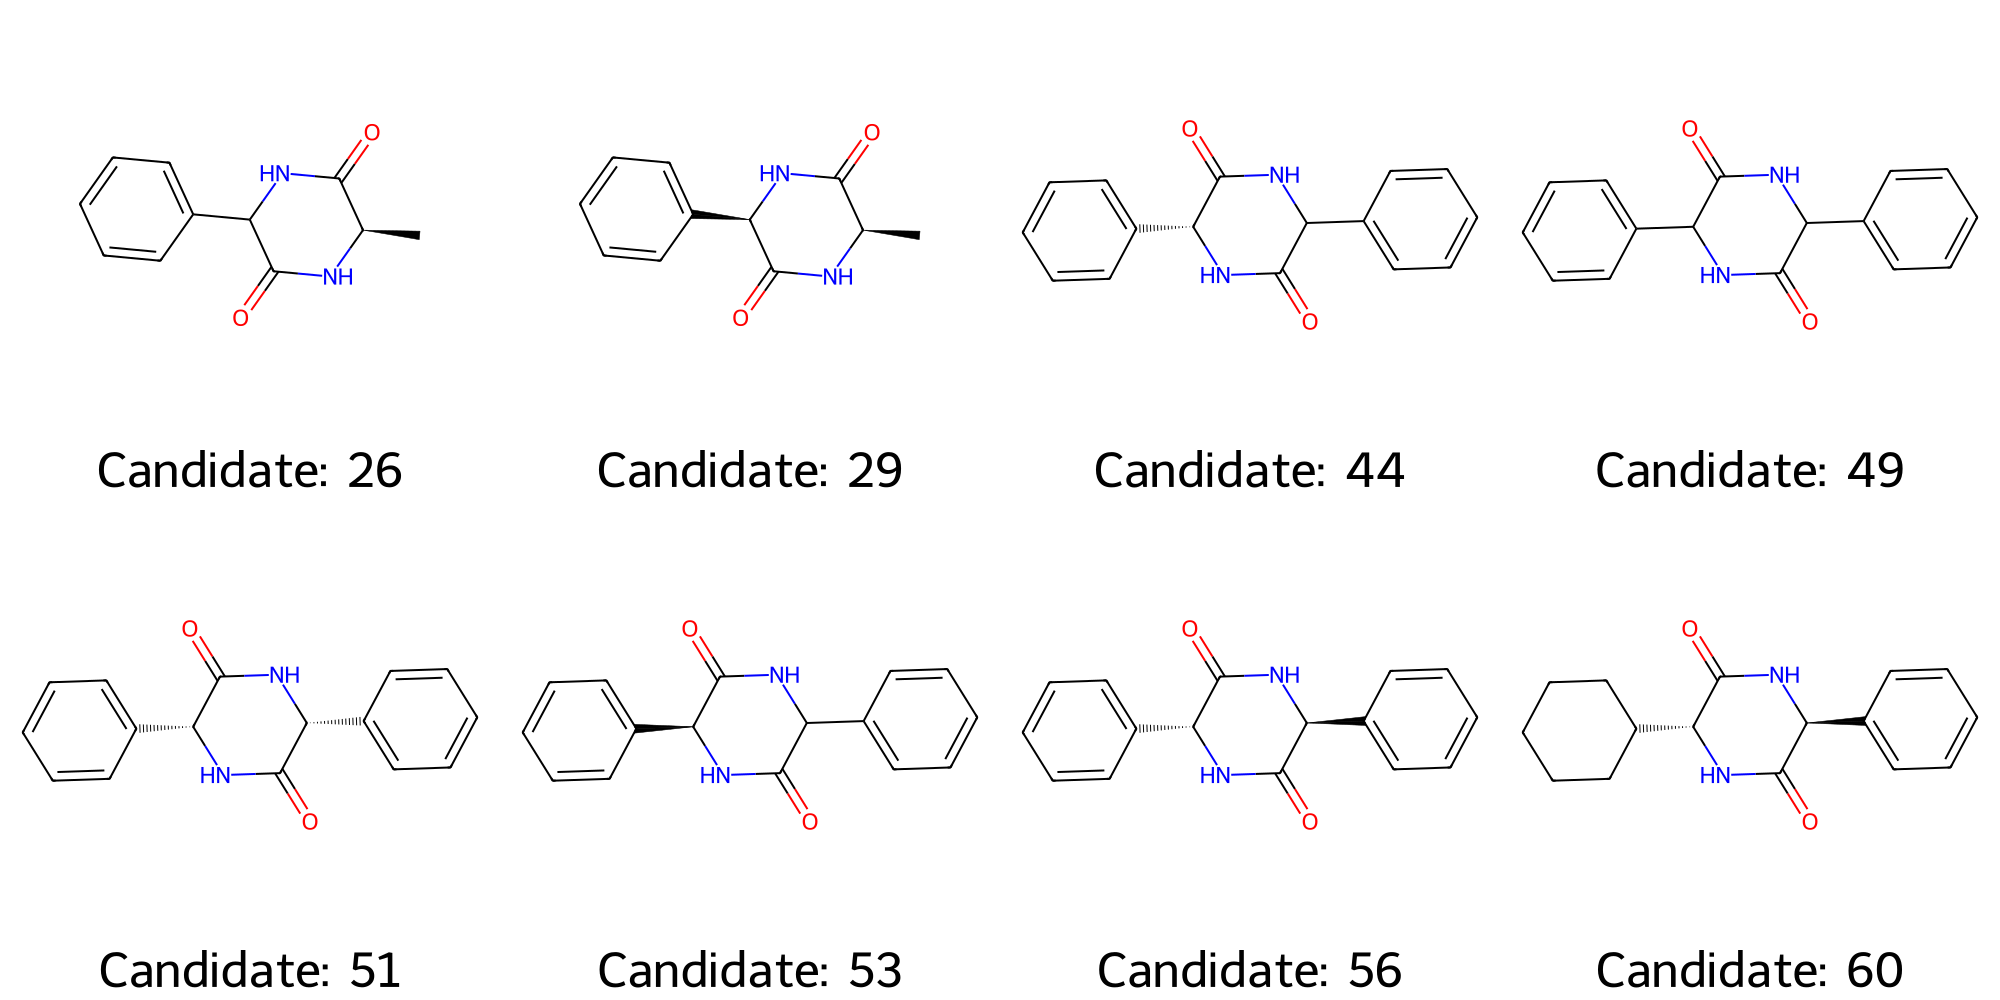 O O O O
HN HN NH NH
NH NH HN HN
O O O O
Candidate: 26 Candidate: 29 Candidate: 44 Candidate: 49
O O O O
NH NH NH NH
HN HN HN HN
O O O O
Candidate: 51 Candidate: 53 Candidate: 56 Candidate: 60